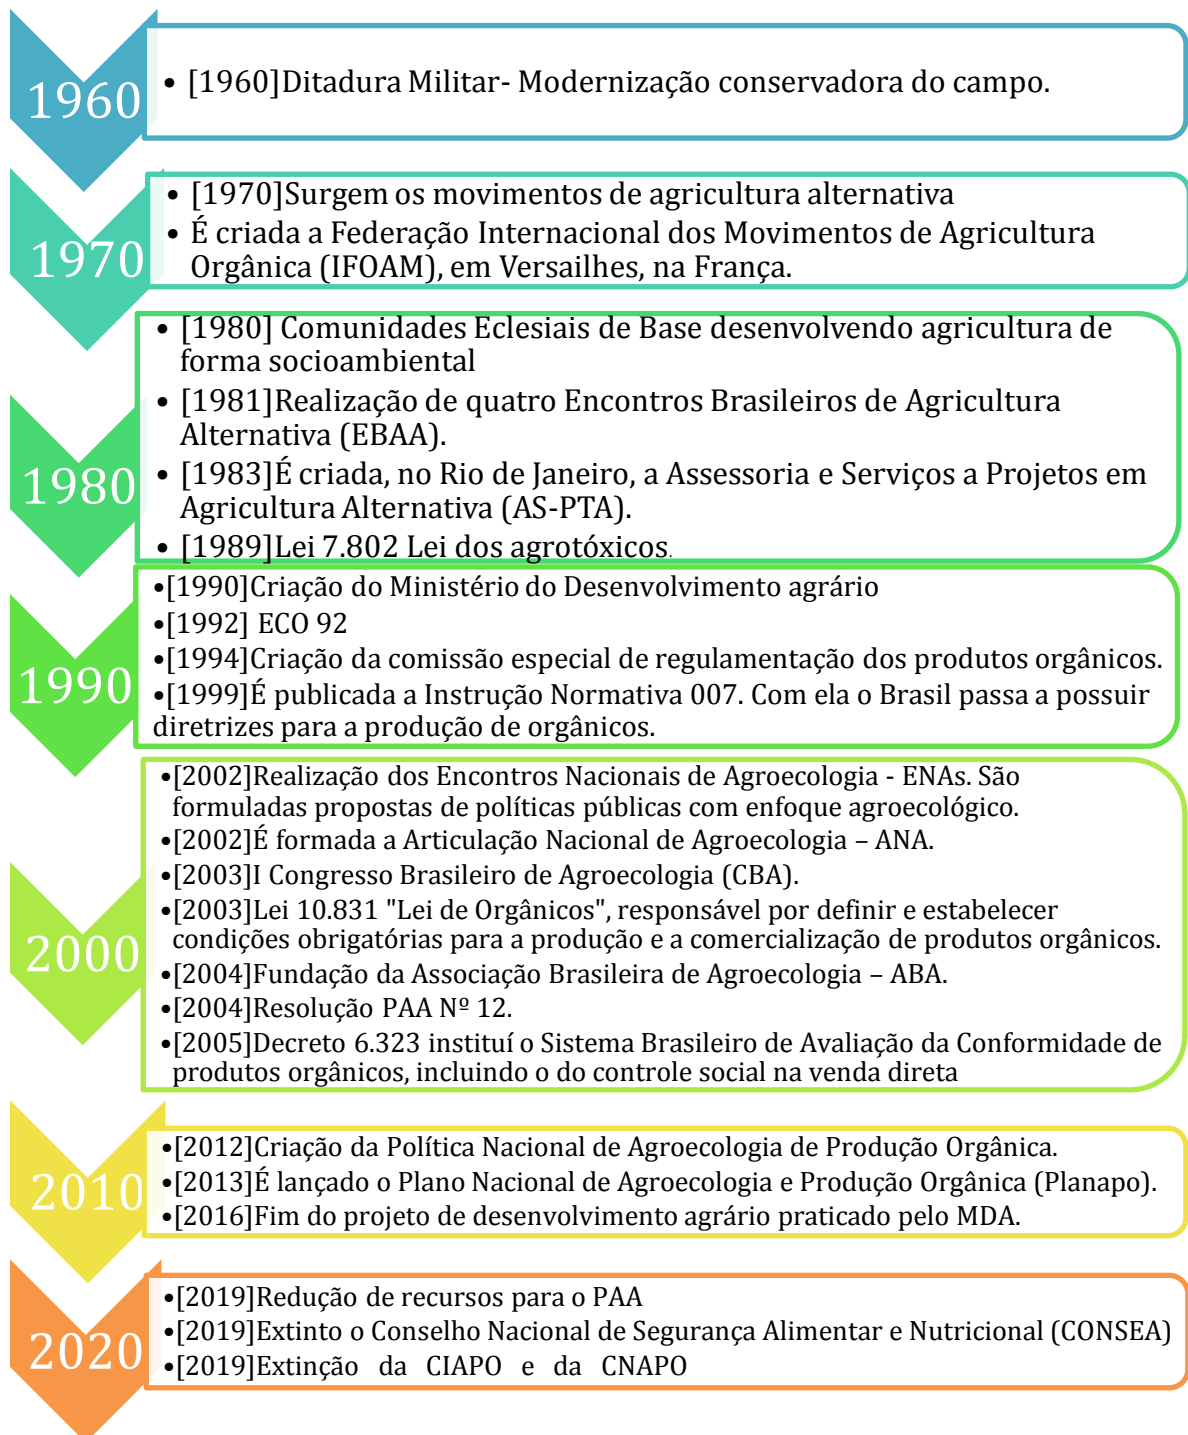 1960
• [1960]Ditadura Militar- Modernização conservadora do campo.
1970
• [1970]Surgem os movimentos de agricultura alternativa
• É criada a Federação Internacional dos Movimentos de Agricultura
Orgânica (IFOAM), em Versailhes, na França.
1980
• [1980] Comunidades Eclesiais de Base desenvolvendo agricultura de
forma socioambiental
• [1981]Realização de quatro Encontros Brasileiros de Agricultura
Alternativa (EBAA).
• [1983]É criada, no Rio de Janeiro, a Assessoria e Serviços a Projetos em
Agricultura Alternativa (AS-PTA).
• [1989]Lei 7.802 Lei dos agrotóxicos.
1990
•[1990]Criação do Ministério do Desenvolvimento agrário
•[1992] ECO 92
•[1994]Criação da comissão especial de regulamentação dos produtos orgânicos.
•[1999]É publicada a Instrução Normativa 007. Com ela o Brasil passa a possuir
diretrizes para a produção de orgânicos.
2000
•[2002]Realização dos Encontros Nacionais de Agroecologia - ENAs. São
formuladas propostas de políticas públicas com enfoque agroecológico.
•[2002]É formada a Articulação Nacional de Agroecologia – ANA.
•[2003]I Congresso Brasileiro de Agroecologia (CBA).
•[2003]Lei 10.831 "Lei de Orgânicos", responsável por definir e estabelecer
condições obrigatórias para a produção e a comercialização de produtos orgânicos.
•[2004]Fundação da Associação Brasileira de Agroecologia – ABA.
•[2004]Resolução PAA Nº 12.
•[2005]Decreto 6.323 instituí o Sistema Brasileiro de Avaliação da Conformidade de
produtos orgânicos, incluindo o do controle social na venda direta
2010
•[2012]Criação da Política Nacional de Agroecologia de Produção Orgânica.
•[2013]É lançado o Plano Nacional de Agroecologia e Produção Orgânica (Planapo).
•[2016]Fim do projeto de desenvolvimento agrário praticado pelo MDA.
2020
•[2019]Redução de recursos para o PAA
•[2019]Extinto o Conselho Nacional de Segurança Alimentar e Nutricional (CONSEA)
•[2019]Extinção da CIAPO e da CNAPO